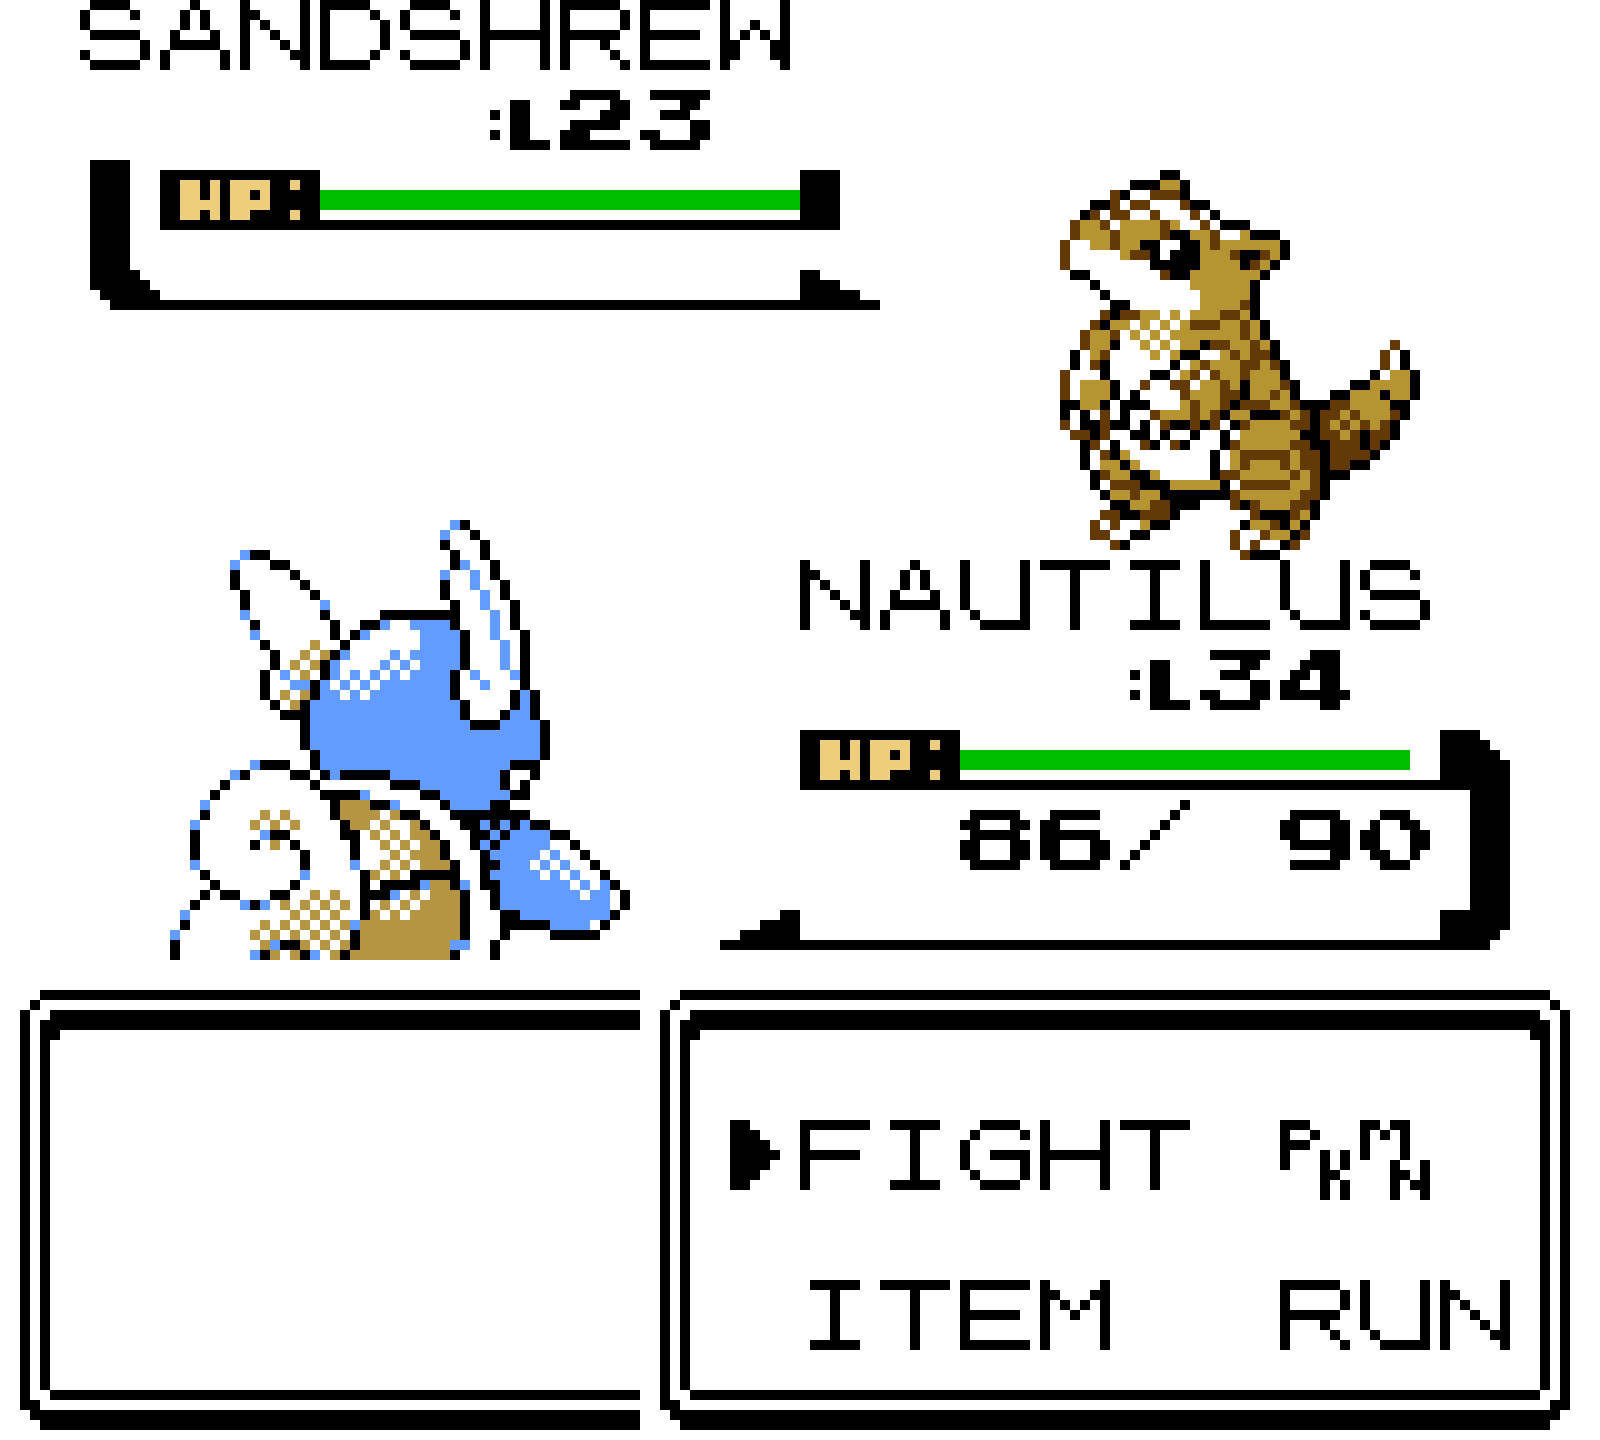 SANDSHREW
:L23
HP:
NAUTILUS
:L34
HP:
86/ 90
▶FIGHT PKMN
ITEM RUN